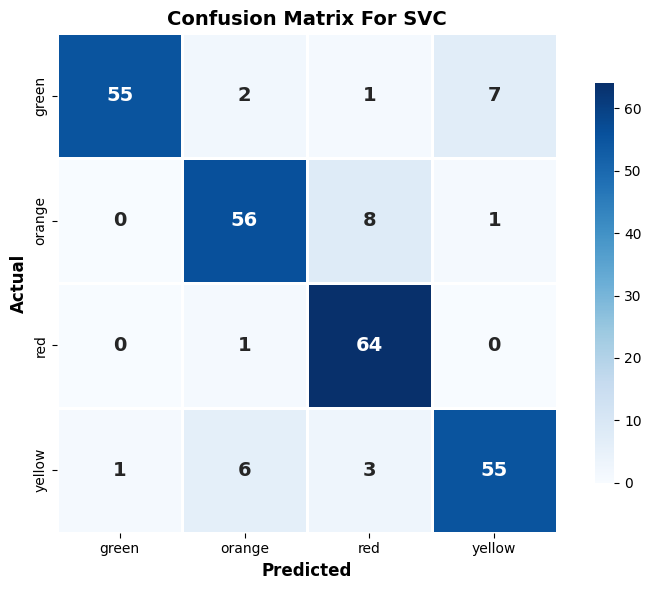 Confusion Matrix For SVC
Actual
green
55 2 1 7
orange
0 56 8 1
red
0 1 64 0
yellow
1 6 3 55
green orange red yellow
Predicted
60
50
40
30
20
10
0